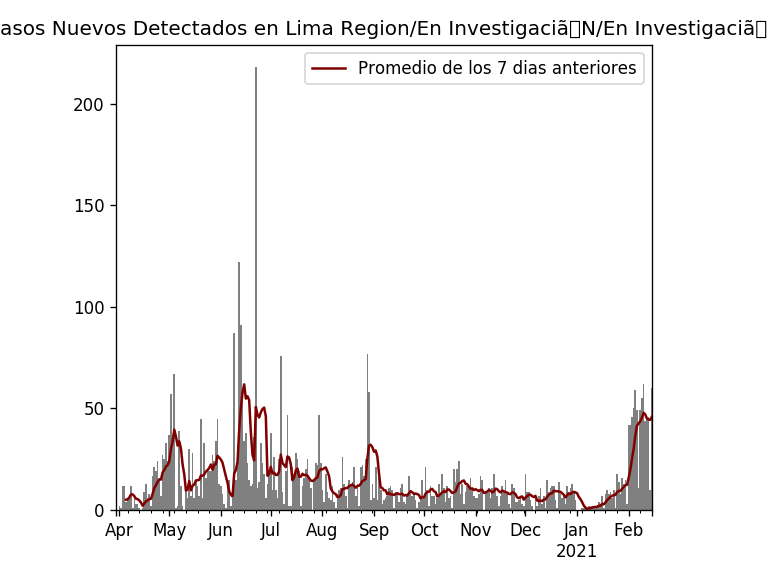 asos Nuevos Detectados en Lima Region/En Investigaciã▯N/En Investigaciã▯
Promedio de los 7 dias anteriores
200
150
100
50
0
Apr May Jun Jul Aug Sep Oct Nov Dec Jan Feb
2021